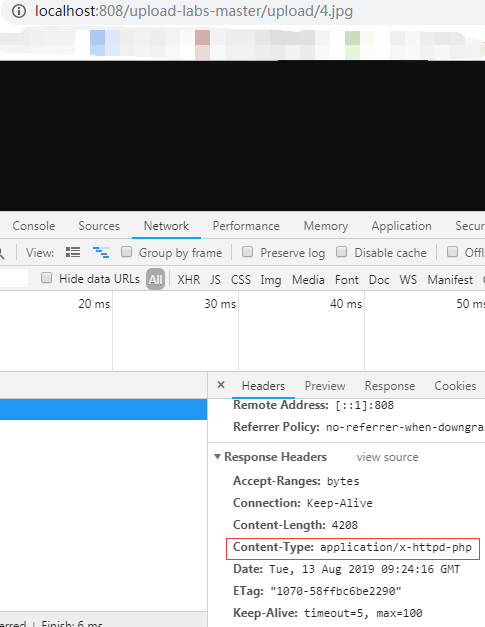 localhost:808/upload-labs-master/upload/4.jpg
Console Sources Network Performance Memory Application Secur
View: Group by frame Preserve log Disable cache Offl
Hide data URLs All XHR JS CSS Img Media Font Doc WS Manifest
20 ms 30 ms 40 ms 50 ms
× Headers Preview Response Cookies
Remote Address: [::1]:808
Referrer Policy: no-referrer-when-downgra
Response Headers view source
Accept-Ranges: bytes
Connection: Keep-Alive
Content-Length: 4208
Content-Type: application/x-httpd-php
Date: Tue, 13 Aug 2019 09:24:16 GMT
ETag: "1070-58ffbc6be2290"
Keep-Alive: timeout=5, max=100
erred | Finish: 6 ms